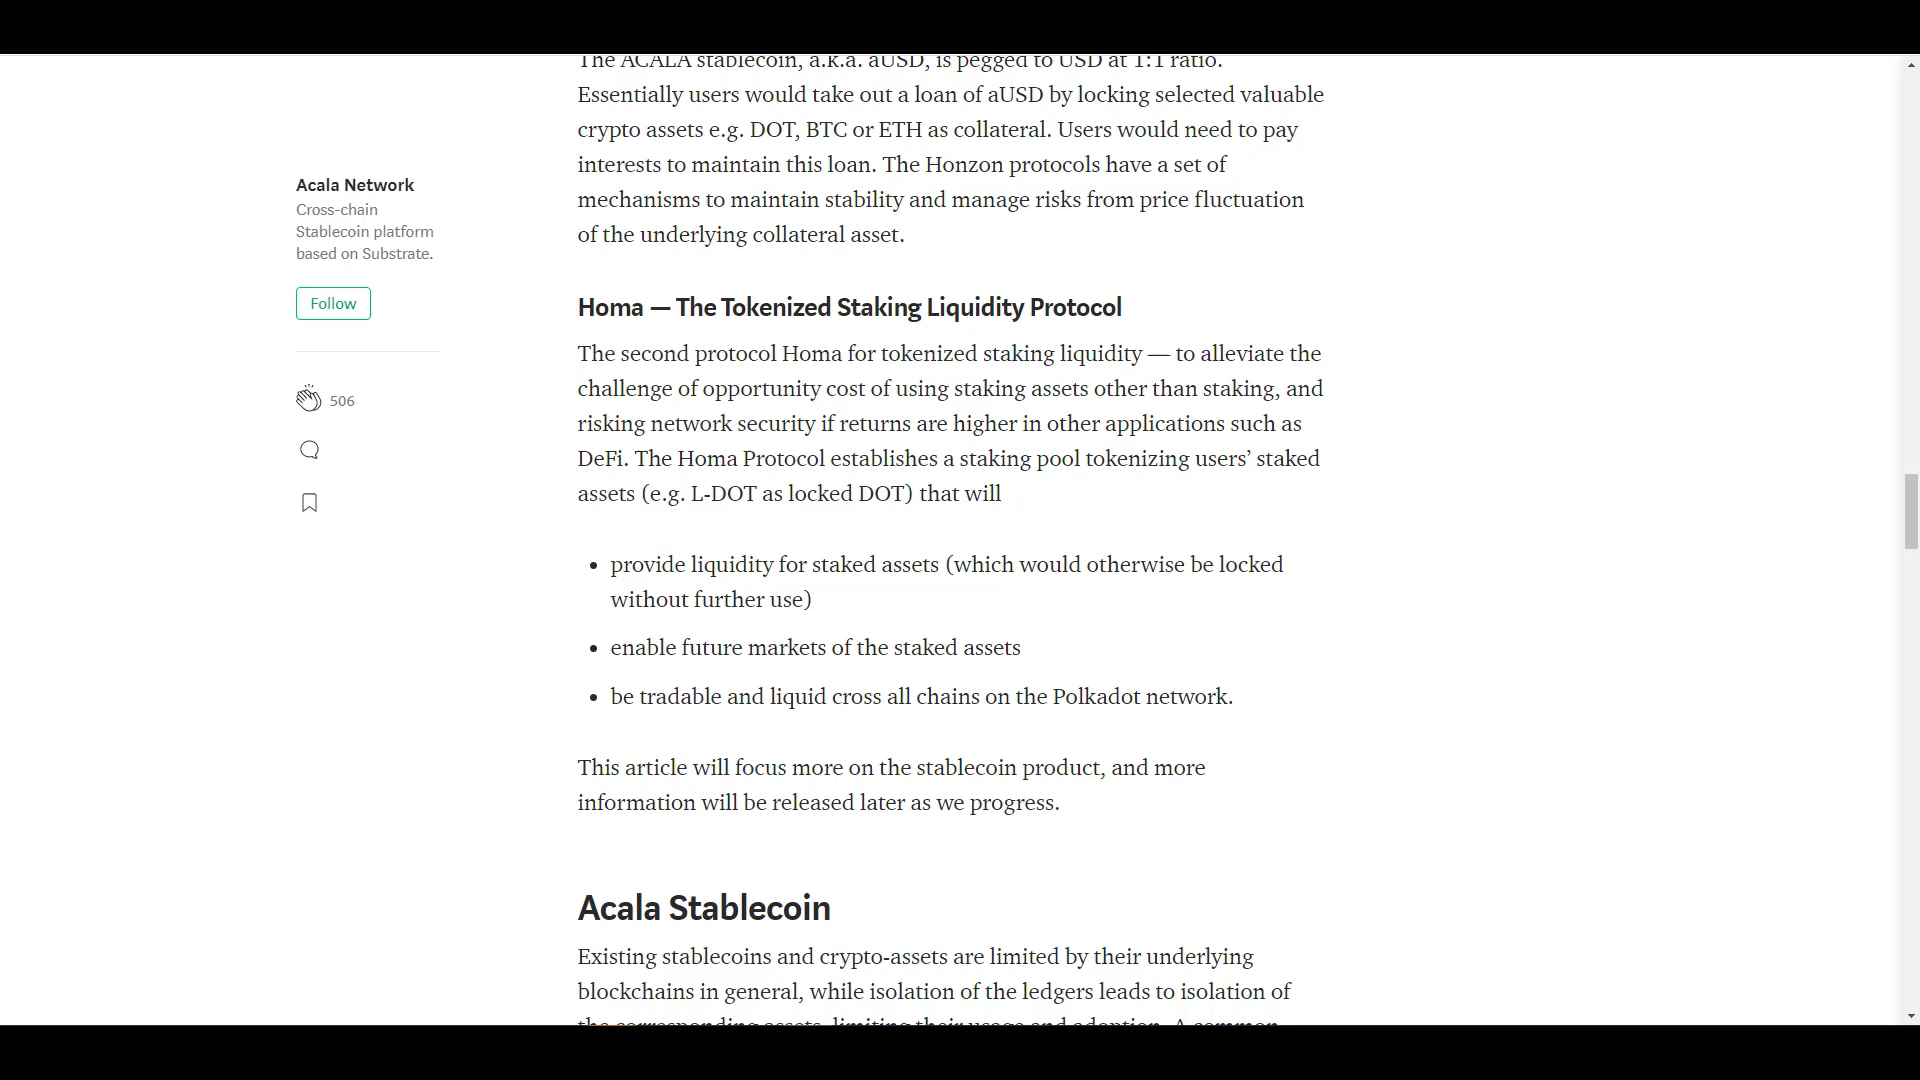 The ACALA stablecoin, a.k.a. aUSD, is pegged to USD at 1:1 ratio.
Essentially users would take out a loan of aUSD by locking selected valuable
crypto assets e.g. DOT, BTC or ETH as collateral. Users would need to pay
interests to maintain this loan. The Honzon protocols have a set of
mechanisms to maintain stability and manage risks from price fluctuation
of the underlying collateral asset.
Acala Network
Cross-chain
Stablecoin platform
based on Substrate.
Follow
506
Homa — The Tokenized Staking Liquidity Protocol
The second protocol Homa for tokenized staking liquidity — to alleviate the
challenge of opportunity cost of using staking assets other than staking, and
risking network security if returns are higher in other applications such as
DeFi. The Homa Protocol establishes a staking pool tokenizing users’ staked
assets (e.g. L-DOT as locked DOT) that will
• provide liquidity for staked assets (which would otherwise be locked
without further use)
• enable future markets of the staked assets
• be tradable and liquid cross all chains on the Polkadot network.
This article will focus more on the stablecoin product, and more
information will be released later as we progress.
Acala Stablecoin
Existing stablecoins and crypto-assets are limited by their underlying
blockchains in general, while isolation of the ledgers leads to isolation of
the corresponding assets, limiting their usage and adoption. A common